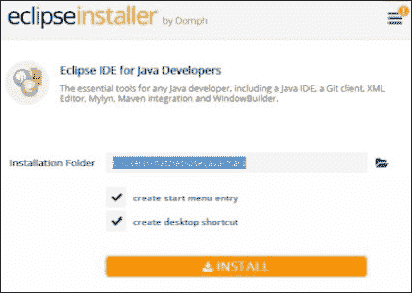 eclipseinstaller by Oomph
Eclipse IDE for Java Developers
The essential tools for any Java developer, including a Java IDE, a Git client, XML
Editor, Mylyn, Maven integration and WindowBuilder.
Installation Folder
create start menu entry
create desktop shortcut
INSTALL